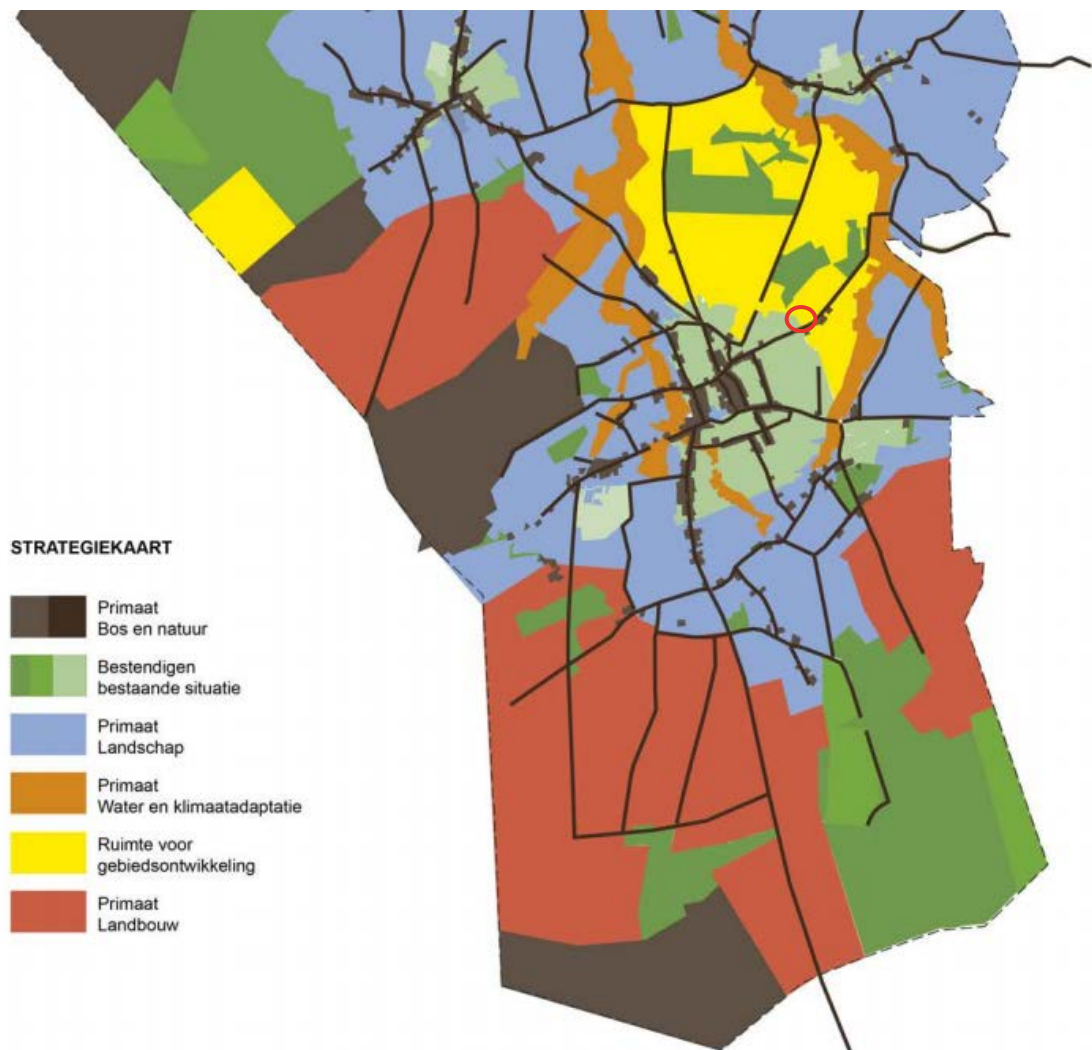 STRATEGIEKAART
Primaat
Bos en natuur
Bestendigen
bestaande situatie
Primaat
Landschap
Primaat
Water en klimaatadaptatie
Ruimte voor
gebiedsontwikkeling
Primaat
Landbouw